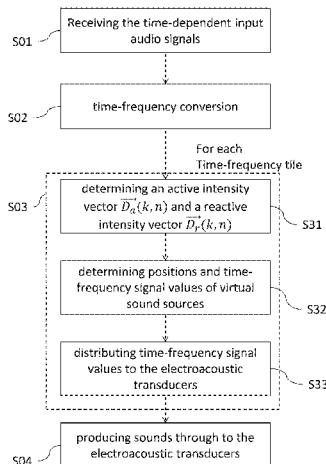 Receiving the time-dependent input
audio signals
S01
time-frequency conversion
S02
For each
Time-frequency tile
S03
determining an active intensity
vector $\overrightarrow{D_a}(k,n)$ and a reactive
intensity vector $\overrightarrow{D_r}(k,n)$
S31
determining positions and time-
frequency signal values of virtual
sound sources
S32
distributing time-frequency signal
values to the electroacoustic
transducers
S33
producing sounds through to the
electroacoustic transducers
S04